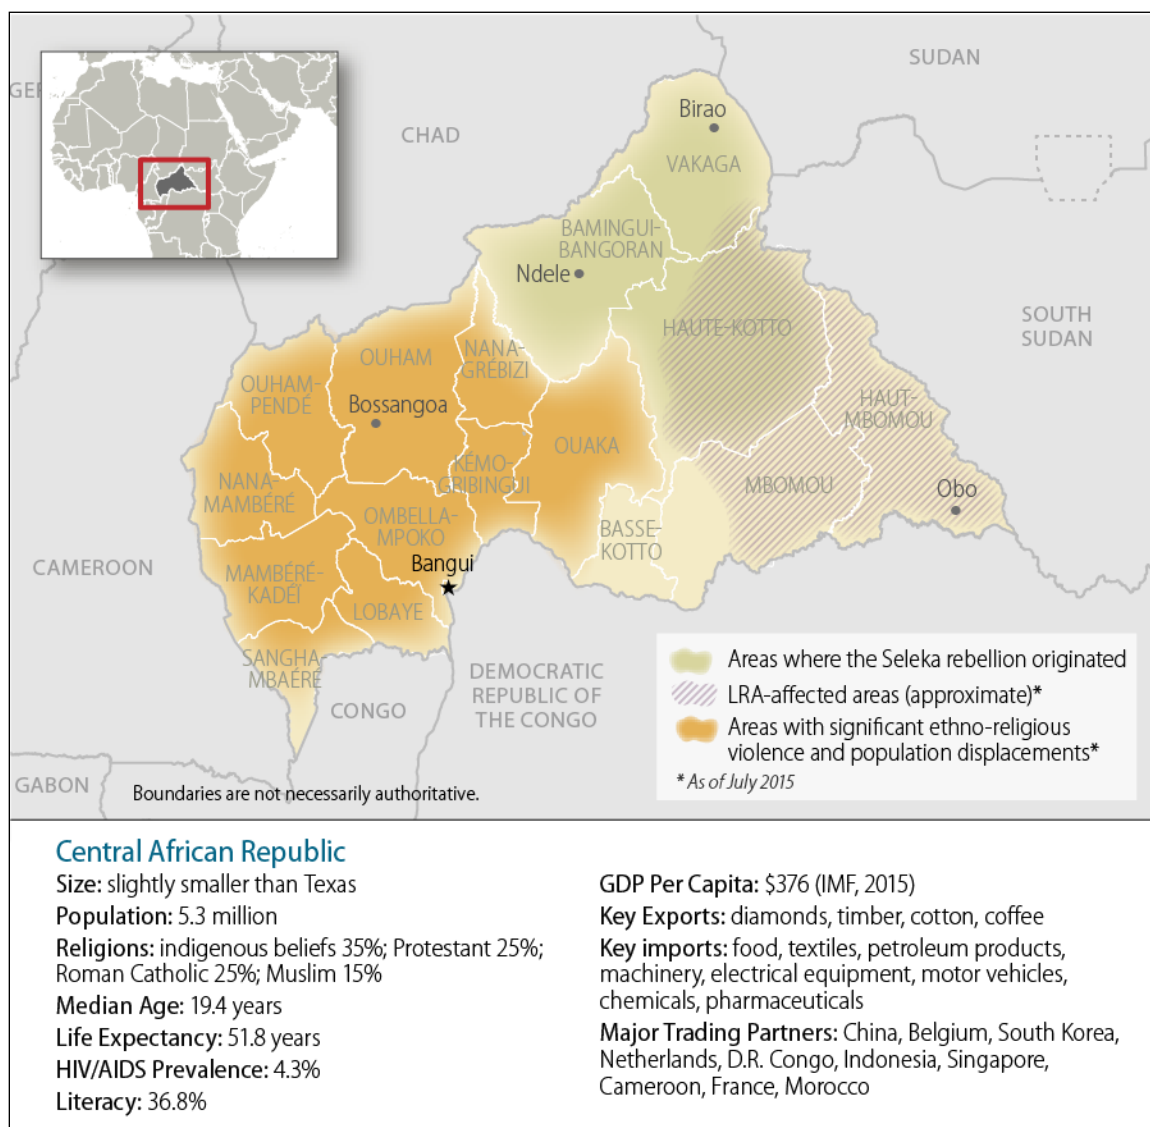 SUDAN
GER
CHAD
Birao
VAKAGA
BAMINGUI-
BANGORAN
Ndele
HAUTE-KOTTO
SOUTH
SUDAN
OUHAM
NANA-
GRÉBIZI
OUHAM-
PENDÉ
Bossangoa
HAUT-
MBOMOU
OUAKA
KÉMO-
GRIBINGUI
NANA-
MAMBÉRÉ
MBOMOU
Obo
OMBELLA-
MPOKO
BASSE-
KOTTO
Bangui
CAMEROON
MAMBÉRÉ-
KADÉÏ
LOBAYE
SANGHA-
MBAÉRÉ
DEMOCRATIC
REPUBLIC OF
THE CONGO
CONGO
GABON
Boundaries are not necessarily authoritative.
Areas where the Seleka rebellion originated
LRA-affected areas (approximate)*
Areas with significant ethno-religious
violence and population displacements*
* As of July 2015
Central African Republic
Size: slightly smaller than Texas
Population: 5.3 million
Religions: indigenous beliefs 35%; Protestant 25%;
Roman Catholic 25%; Muslim 15%
Median Age: 19.4 years
Life Expectancy: 51.8 years
HIV/AIDS Prevalence: 4.3%
Literacy: 36.8%
GDP Per Capita: $376 (IMF, 2015)
Key Exports: diamonds, timber, cotton, coffee
Key imports: food, textiles, petroleum products,
machinery, electrical equipment, motor vehicles,
chemicals, pharmaceuticals
Major Trading Partners: China, Belgium, South Korea,
Netherlands, D.R. Congo, Indonesia, Singapore,
Cameroon, France, Morocco